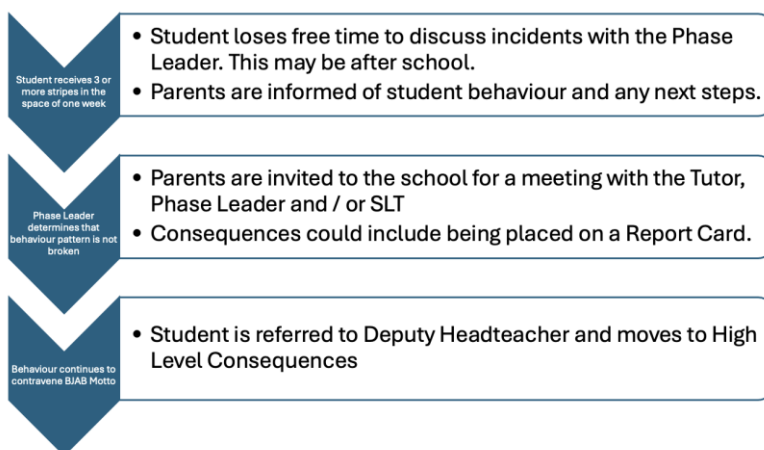 Student receives 3 or
more stripes in the
space of one week
• Student loses free time to discuss incidents with the Phase
Leader. This may be after school.
• Parents are informed of student behaviour and any next steps.
Phase Leader
determines that
behaviour pattern is not
broken
• Parents are invited to the school for a meeting with the Tutor,
Phase Leader and / or SLT
• Consequences could include being placed on a Report Card.
Behaviour continues to
contravene BJAB Motto
• Student is referred to Deputy Headteacher and moves to High
Level Consequences